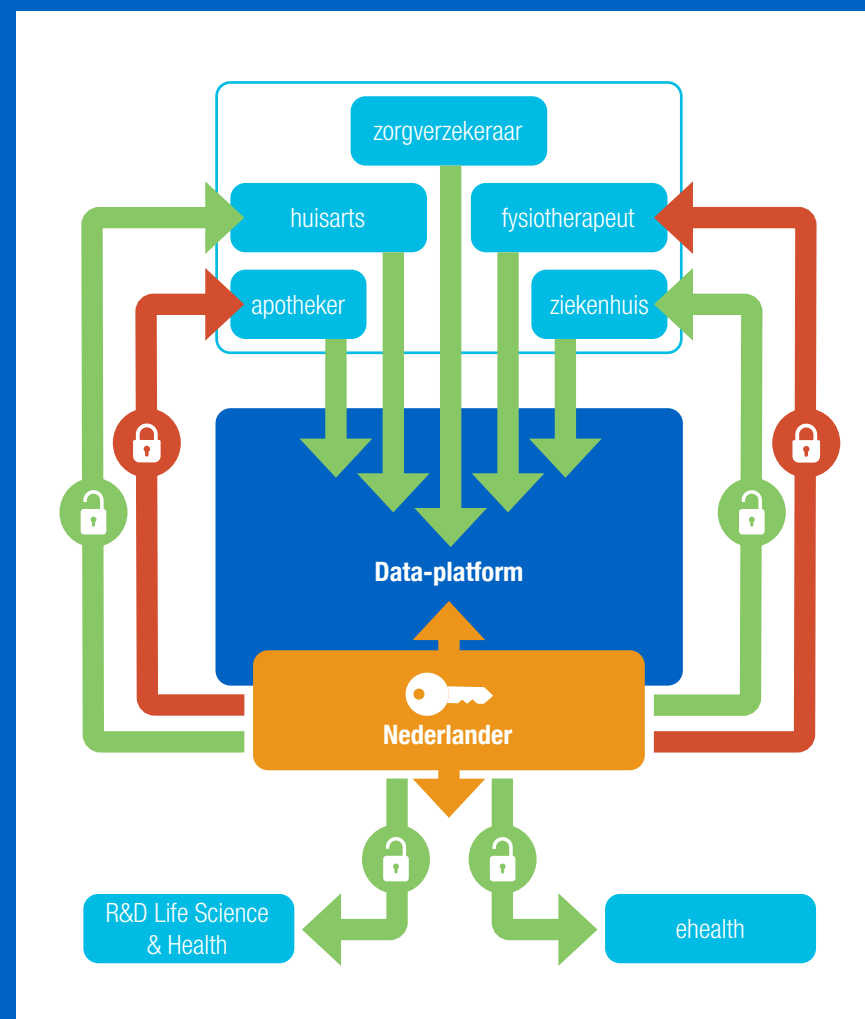 zorgverzekeraar
huisarts
fysiotherapeut
apotheker
ziekenhuis
Data-platform
Nederlander
R&D Life Science
& Health
ehealth